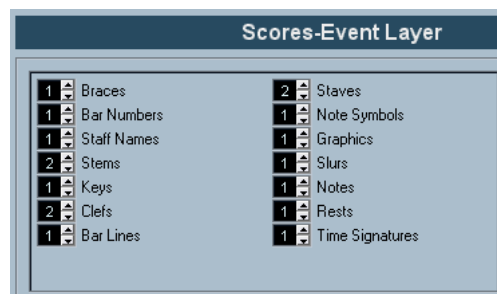 Scores-Event Layer
1 Braces
1 Bar Numbers
1 Staff Names
2 Stems
1 Keys
2 Clefs
1 Bar Lines
2 Staves
1 Note Symbols
1 Graphics
1 Slurs
1 Notes
1 Rests
1 Time Signatures